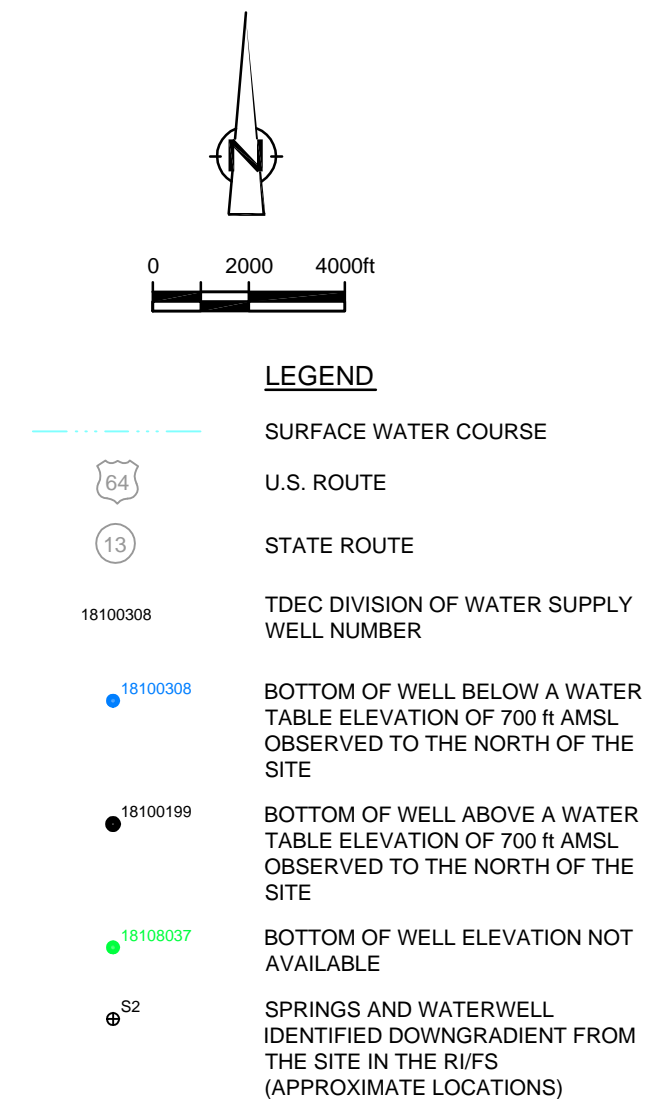 N
0 2000 4000ft
LEGEND
SURFACE WATER COURSE
64
U.S. ROUTE
13
STATE ROUTE
18100308
TDEC DIVISION OF WATER SUPPLY
WELL NUMBER
18100308
BOTTOM OF WELL BELOW A WATER
TABLE ELEVATION OF 700 ft AMSL
OBSERVED TO THE NORTH OF THE
SITE
18100199
BOTTOM OF WELL ABOVE A WATER
TABLE ELEVATION OF 700 ft AMSL
OBSERVED TO THE NORTH OF THE
SITE
18108037
BOTTOM OF WELL ELEVATION NOT
AVAILABLE
S2
SPRINGS AND WATERWELL
IDENTIFIED DOWNGRADIENT FROM
THE SITE IN THE RI/FS
(APPROXIMATE LOCATIONS)